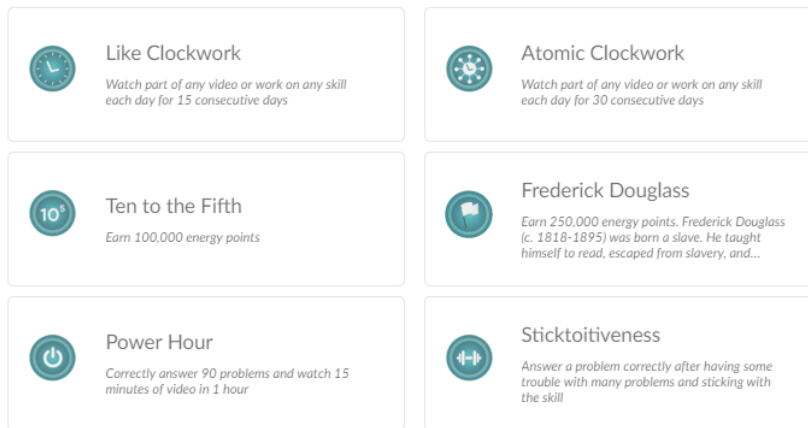 Like Clockwork
Watch part of any video or work on any skill
each day for 15 consecutive days
Atomic Clockwork
Watch part of any video or work on any skill
each day for 30 consecutive days
10⁵
Ten to the Fifth
Earn 100,000 energy points
Frederick Douglass
Earn 250,000 energy points. Frederick Douglass
(c. 1818-1895) was born a slave. He taught
himself to read, escaped from slavery, and...
Power Hour
Correctly answer 90 problems and watch 15
minutes of video in 1 hour
Sticktoitiveness
Answer a problem correctly after having some
trouble with many problems and sticking with
the skill